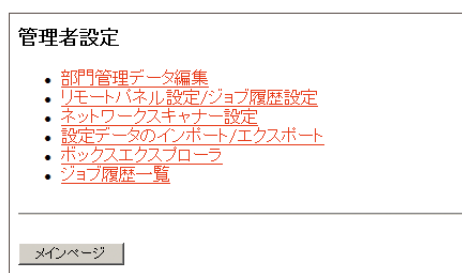 管理者設定
部門管理データ編集
リモートパネル設定/ジョブ履歴設定
ネットワークスキャナー設定
設定データのインポート/エクスポート
ボックスエクスプローラ
ジョブ履歴一覧
メインページ